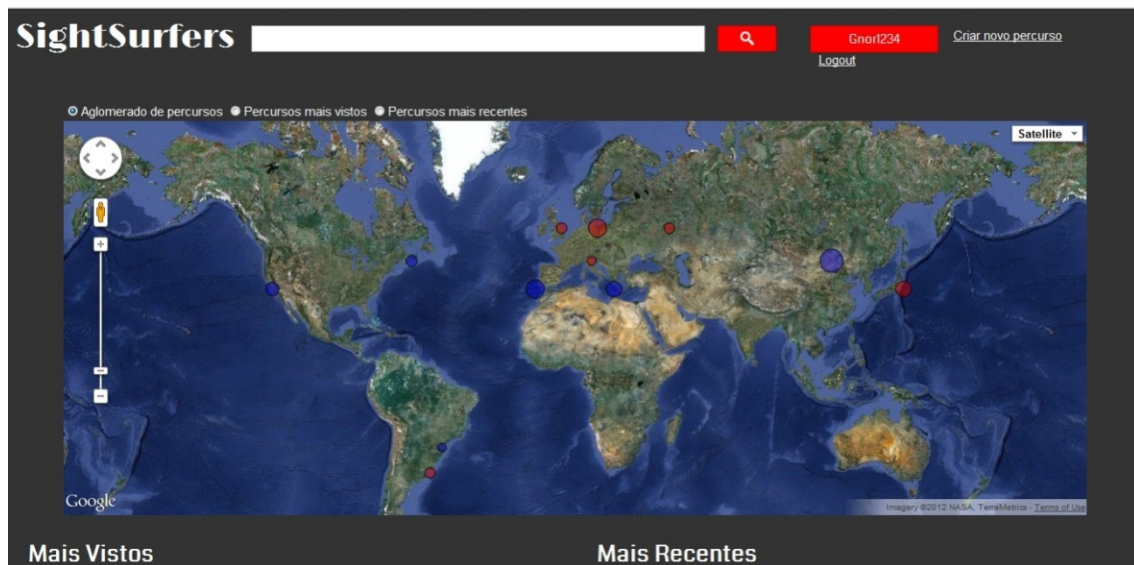 SightSurfers
Gnorl234
Criar novo percurso
Logout
Aglomerado de percursos Percursos mais vistos Percursos mais recentes
Satellite
Google
Imagery ©2012 NASA, TerraMetrics - Terms of Use
Mais Vistos
Mais Recentes